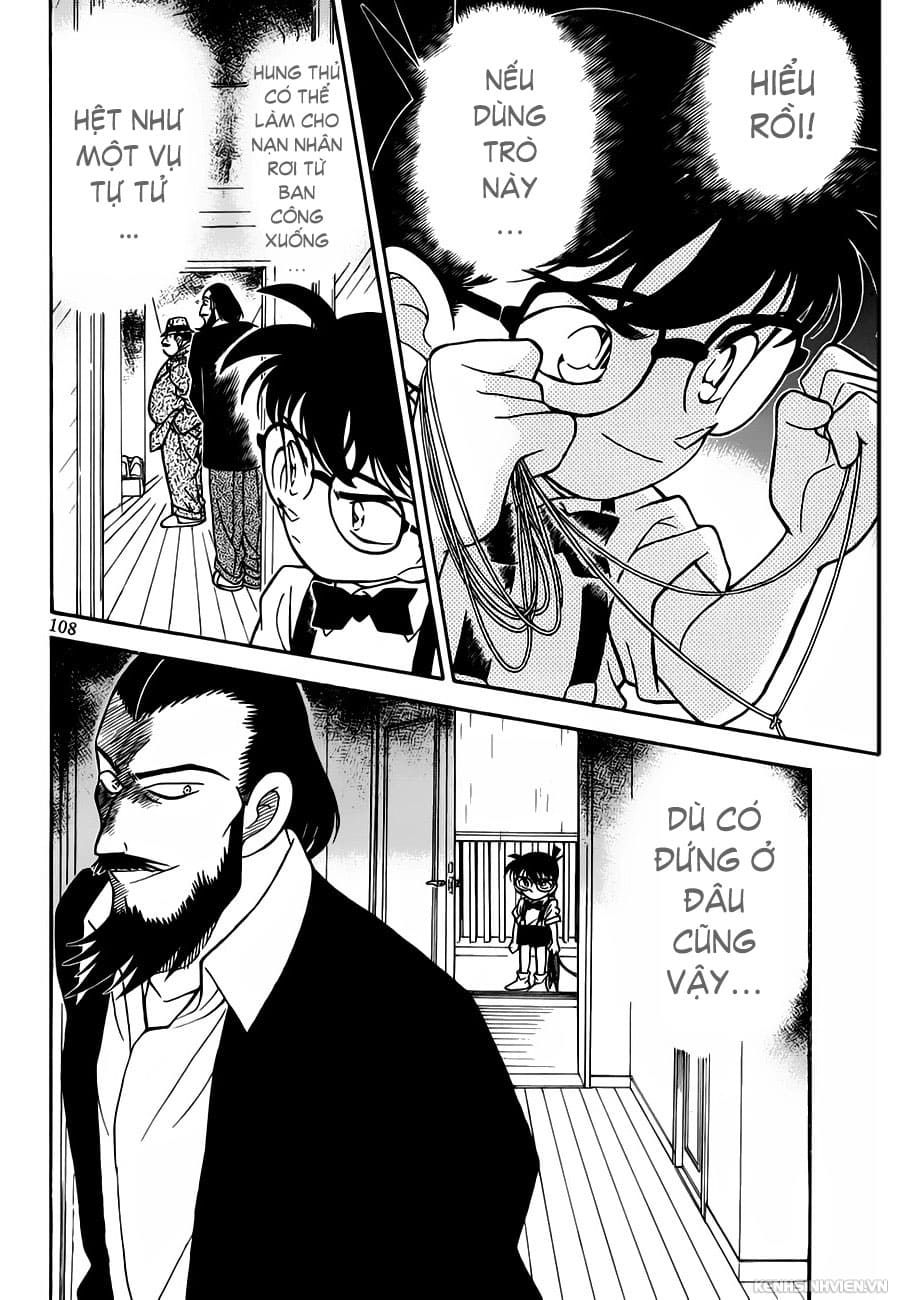 HIỂU
RỒI!
NẾU
DÙNG
TRÒ
NÀY
...
HUNG THỦ
CÓ THỂ
LÀM CHO
NẠN NHÂN
RƠI TỪ
BAN
CÔNG
XUỐNG
...
HỆT NHƯ
MỘT VỤ
TỰ TỬ
...
108
DÙ CÓ
ĐỨNG Ở
ĐÂU
CŨNG
VẬY...
KENHSINHVIEN.VN